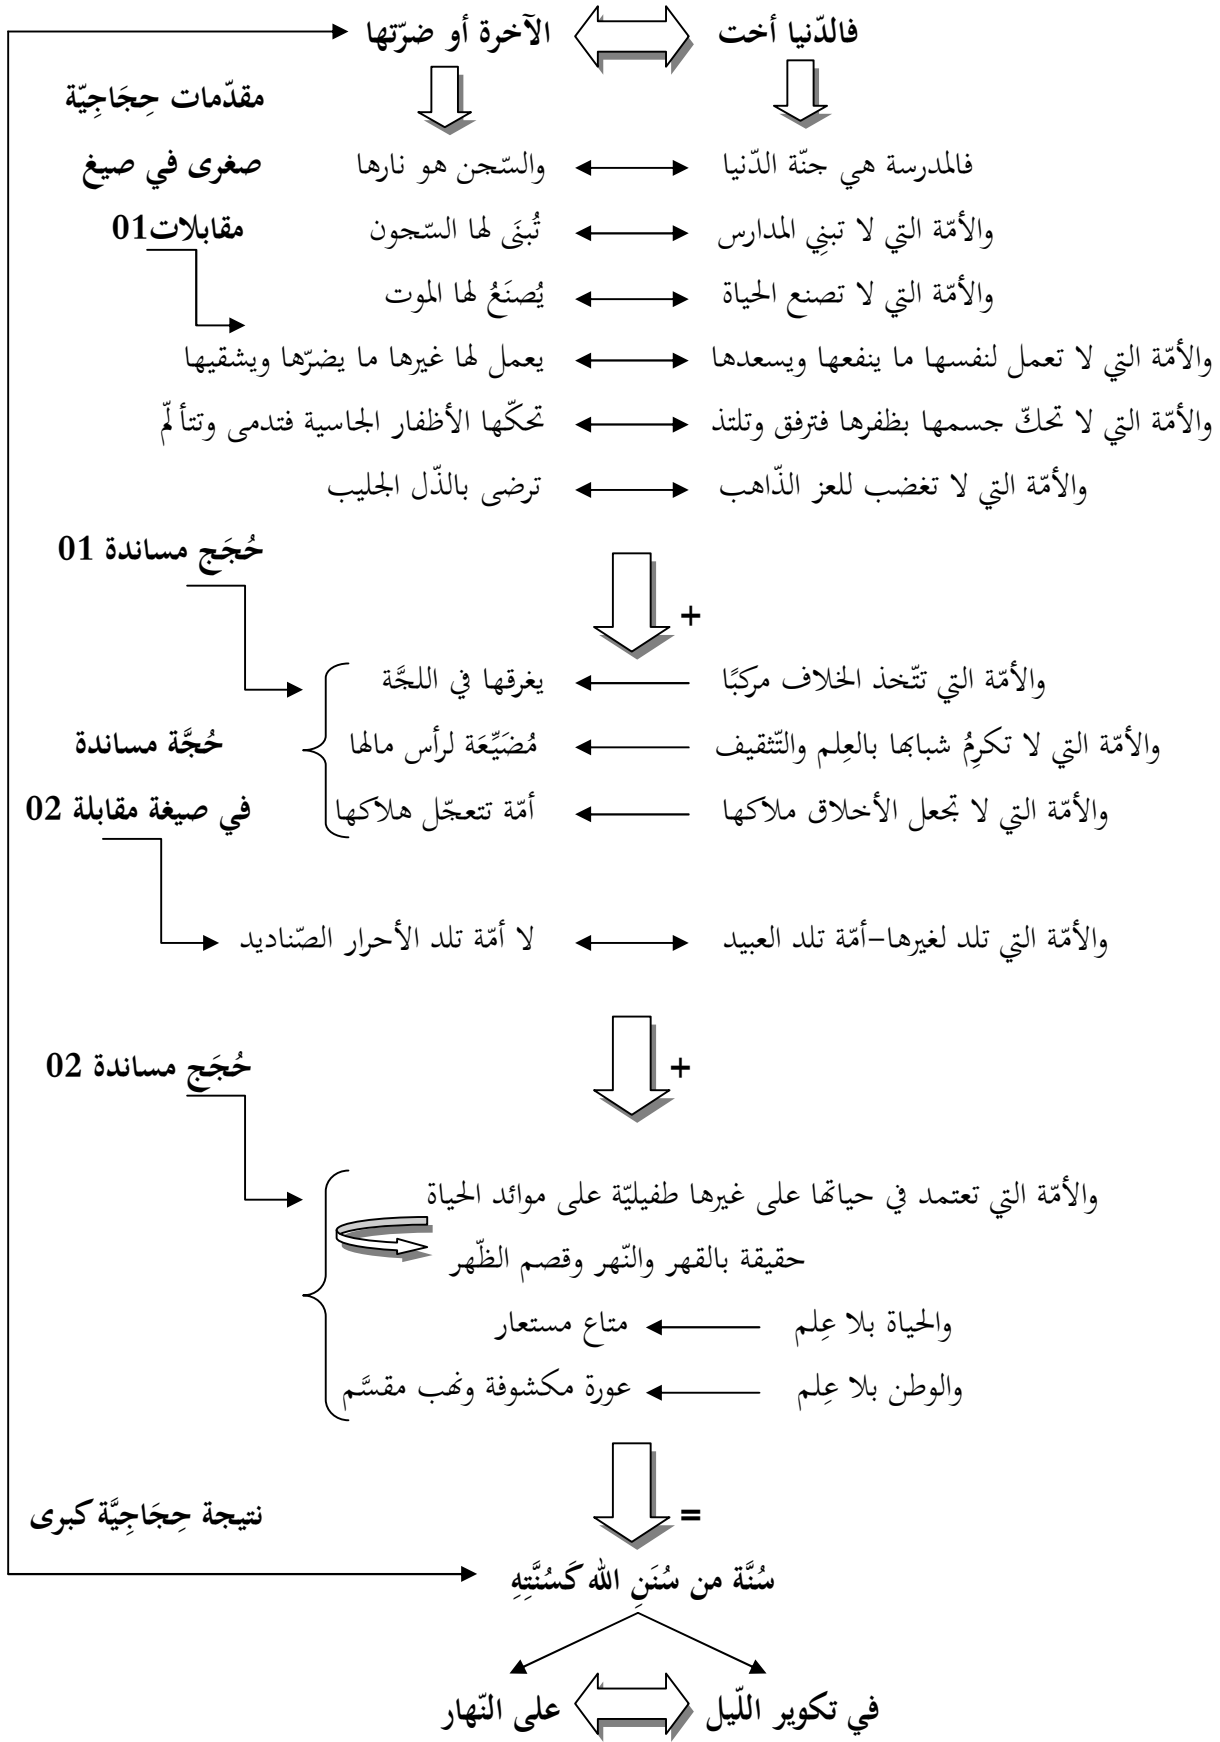 فالدّنيا أخت الآخرة أو ضرّتها
مقدّمات حِجَاجِيّة
فالمدرسة هي جنّة الدّنيا والسّجن هو نارها صغرى في صيغ
والأمّة التي لا تبنِي المدارس تُبنَى لها السّجون مقابلات01
والأمّة التي لا تصنع الحياة يُصنَعُ لها الموت
والأمّة التي لا تعمل لنفسها ما ينفعها ويسعدها يعمل لها غيرها ما يضرّها ويشقيها
والأمّة التي لا تحكّ جسمها بظفرها فترفق وتلتذ تحكّها الأظفار الجاسية فتدمى وتتألّم
والأمّة التي لا تغضب للعز الذّاهب ترضى بالذّل الجليب
حُجَج مساندة 01
+
والأمّة التي تتّخذ الخلاف مركبًا يغرقها في اللجَّة
والأمّة التي لا تكرِمُ شبابها بالعِلم والتّثقيف مُضَيِّعَة لرأس مالها حُجَّة مساندة
والأمّة التي لا تجعل الأخلاق ملاكها أمّة تتعجّل هلاكها في صيغة مقابلة 02
والأمّة التي تلد لغيرها–أمّة تلد العبيد لا أمّة تلد الأحرار الصّناديد
حُجَج مساندة 02
+
والأمّة التي تعتمد في حياتها على غيرها طفيليّة على موائد الحياة
حقيقة بالقهر والنّهر وقصم الظّهر
والحياة بلا عِلم متاع مستعار
والوطن بلا عِلم عورة مكشوفة ونهب مقسَّم
=
نتيجة حِجَاجِيَّة كبرى
سُنَّة من سُنَنِ الله كَسُنَّتِهِ
في تكوير اللّيل على النّهار